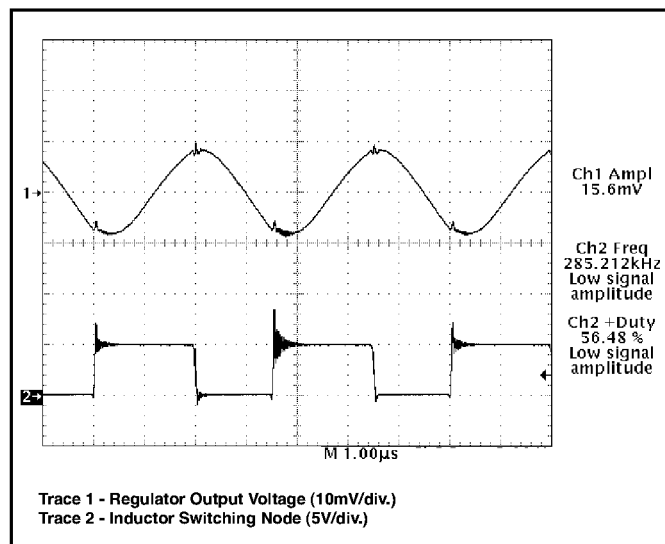 1→
Ch1 Ampl
15.6mV
Ch2 Freq
285.212kHz
Low signal
amplitude
Ch2 +Duty
56.48 %
Low signal
amplitude
2→
M 1.00µs
Trace 1 - Regulator Output Voltage (10mV/div.)
Trace 2 - Inductor Switching Node (5V/div.)